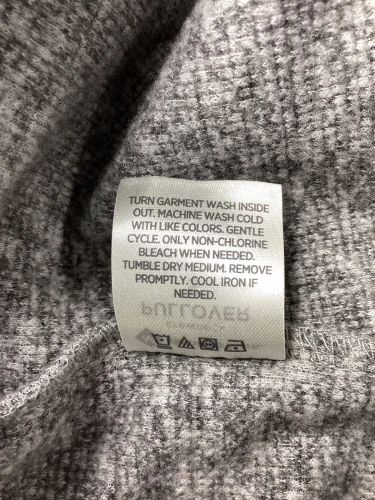 TURN GARMENT WASH INSIDE
OUT. MACHINE WASH COLD
WITH LIKE COLORS. GENTLE
CYCLE. ONLY NON-CHLORINE
BLEACH WHEN NEEDED.
TUMBLE DRY MEDIUM. REMOVE
PROMPTLY. COOL IRON IF
NEEDED.
PULLOVER